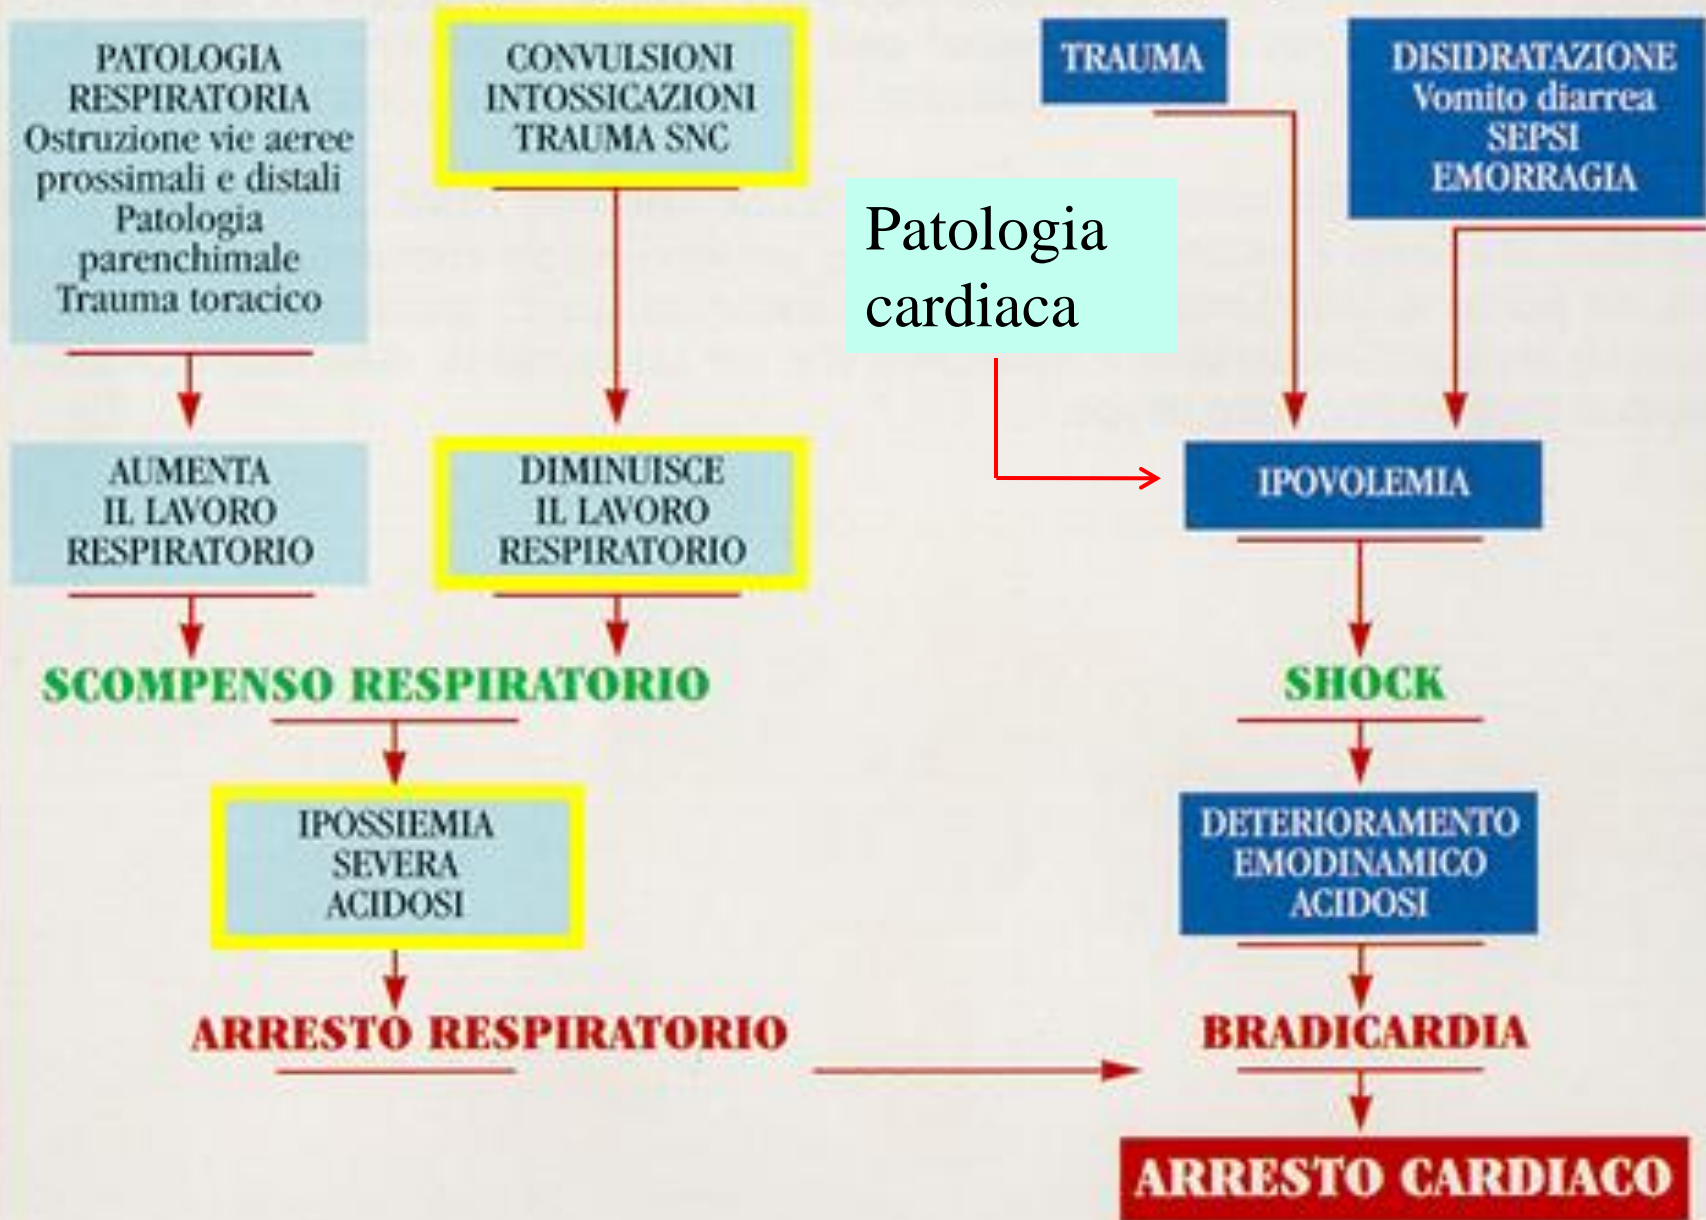 PATOLOGIA
RESPIRATORIA
Ostruzione vie aeree
prossimali e distali
Patologia
parenchimale
Trauma toracico
CONVULSIONI
INTOSSICAZIONI
TRAUMA SNC
TRAUMA
DISIDRATAZIONE
Vomito diarrea
SEPSI
EMORRAGIA
Patologia
cardiaca
AUMENTA
IL LAVORO
RESPIRATORIO
DIMINUISCE
IL LAVORO
RESPIRATORIO
IPOVOLEMIA
SCOMPENSO RESPIRATORIO
SHOCK
IPOSSIEMIA
SEVERA
ACIDOSI
DETERIORAMENTO
EMODINAMICO
ACIDOSI
ARRESTO RESPIRATORIO
BRADICARDIA
ARRESTO CARDIACO